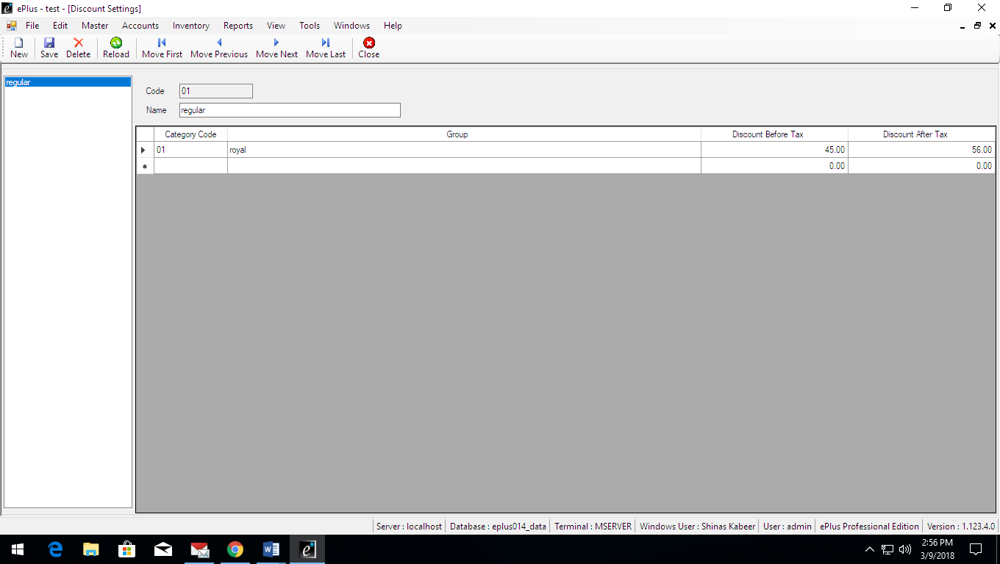 ePlus - test - [Discount Settings]
File Edit Master Accounts Inventory Reports View Tools Windows Help
New Save Delete Reload Move First Move Previous Move Next Move Last Close
regular
Code 01
Name regular
Category Code Group Discount Before Tax Discount After Tax
01 royal 45.00 56.00
0.00 0.00
Server : localhost Database : eplus014_data Terminal : MSERVER Windows User : Shinas Kabeer User : admin ePlus Professional Edition Version : 1.123.4.0
2:56 PM
3/9/2018